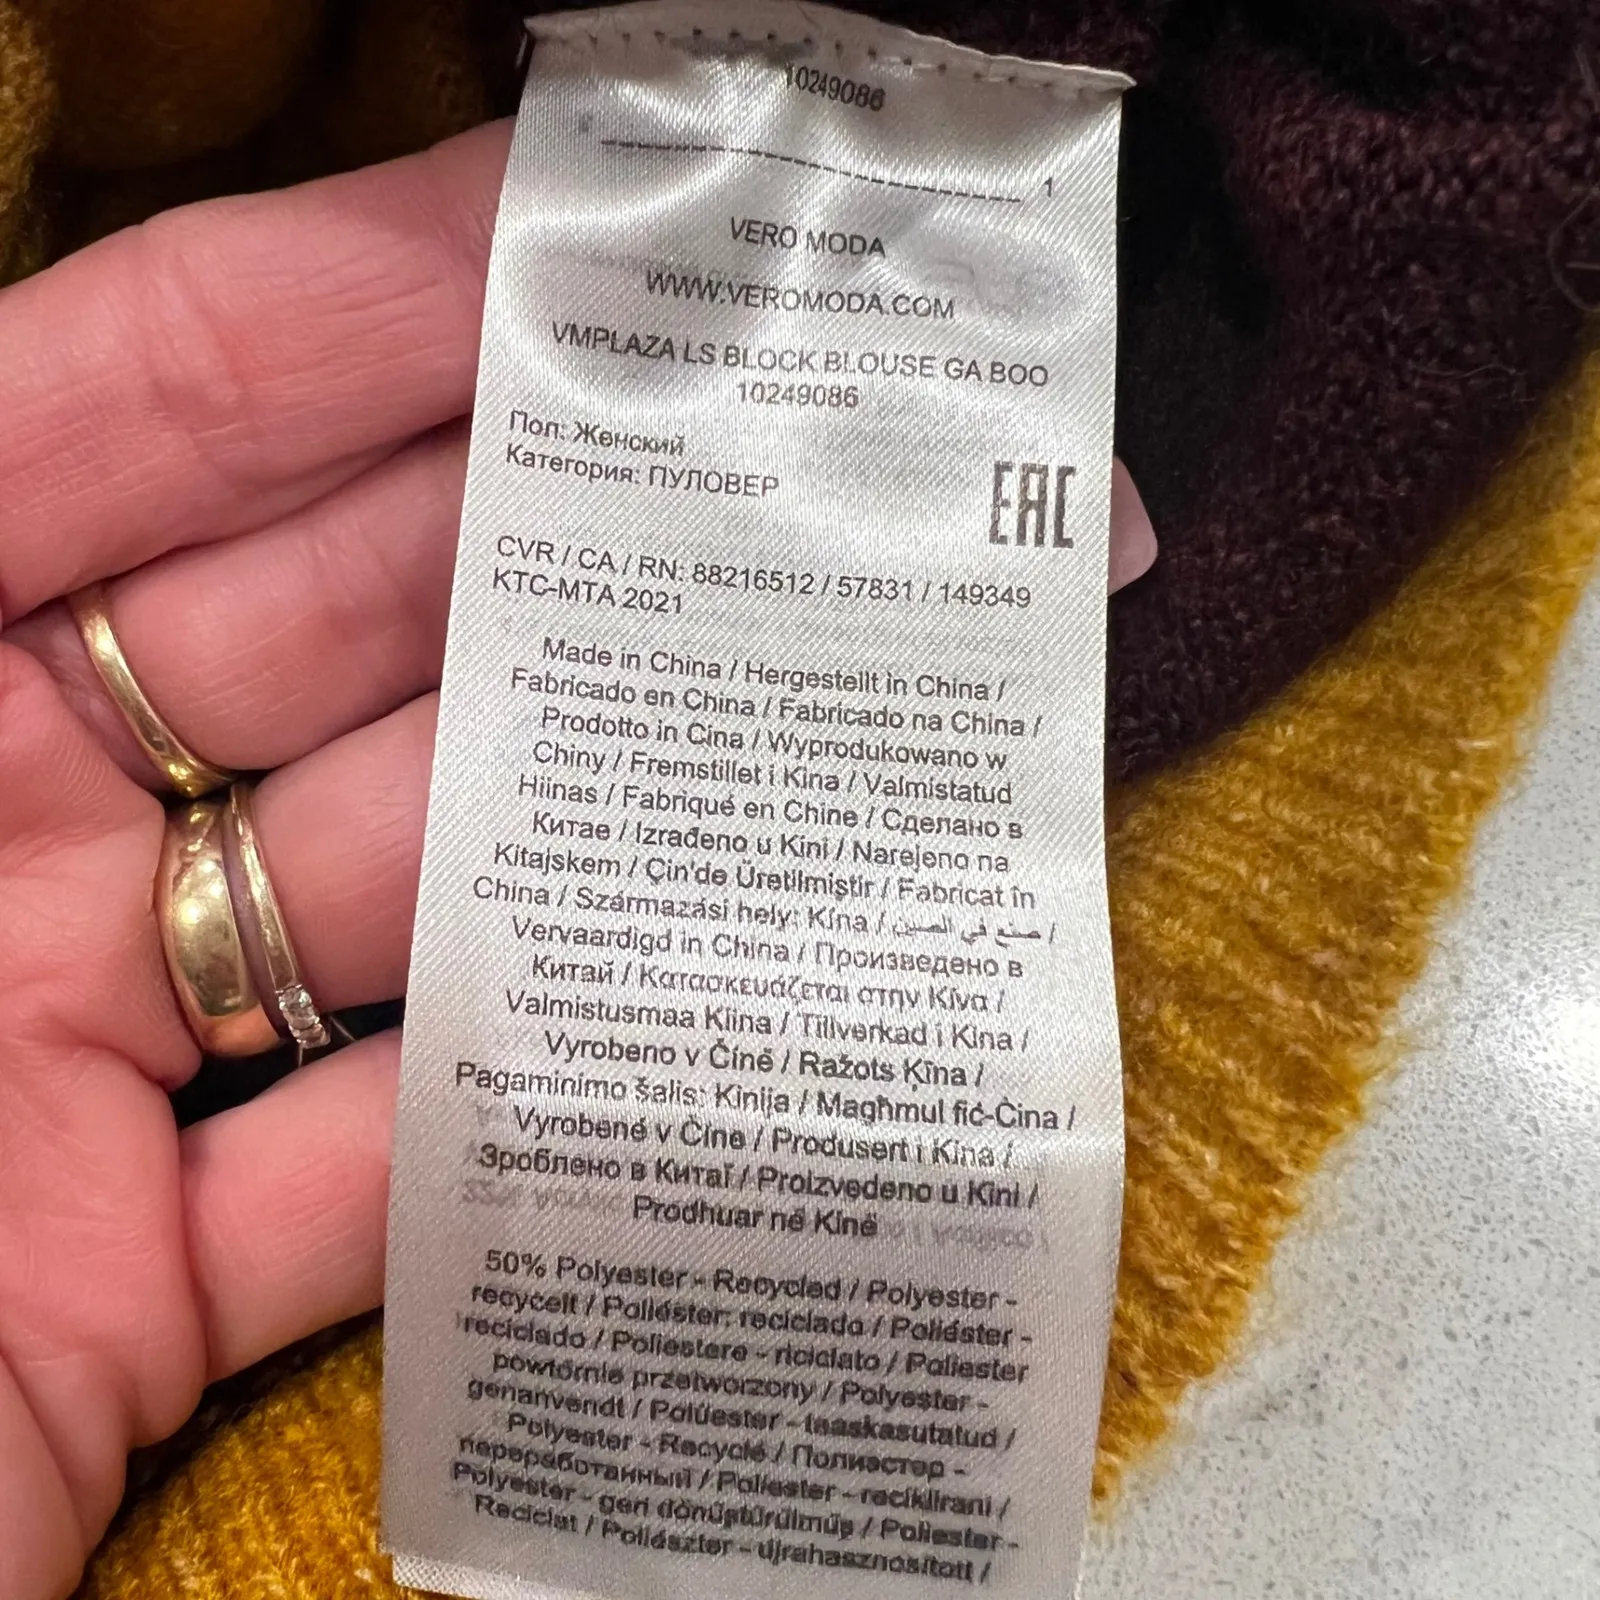 10249086
1
VERO MODA
WWW.VEROMODA.COM
VMPLAZA LS BLOCK BLOUSE GA BOO
10249086
Пол: Женский
Категория: ПУЛОВЕР
EAC
CVR / CA / RN: 88216512 / 57831 / 149349
KTC-MTA 2021
Made in China / Hergestellt in China /
Fabricado en China / Fabricado na China /
Prodotto in Cina / Wyprodukowano w
Chiny / Fremstillet i Kina / Valmistatud
Hiinas / Fabriqué en Chine / Сделано в
Китае / Izrađeno u Kini / Narejeno na
Kitajskem / Çin'de Üretilmiştir / Fabricat în
China / Származási hely: Kína / صنع في الصين /
Vervaardigd in China / Произведено в
Китай / Κατασκευάζεται στην Κίνα /
Valmistusmaa Kiina / Tillverkad i Kina /
Vyrobeno v Číně / Ražots Ķīna /
Pagaminimo šalis: Kinija / Magħmul fiċ-Ċina /
Vyrobené v Číne / Produsert i Kina /
Зроблено в Китаї / Proizvedeno u Kini /
Prodhuar në Kinë
50% Polyester - Recycled / Polyester -
recycelt / Poliéster: reciclado / Poliéster -
reciclado / Poliestere - riciclato / Poliester
powtórnie przetworzony / Polyester -
genanvendt / Polüester - taaskasutatud /
Polyester - Recyclé / Полиэстер -
переработанный / Poliester - reciklirani /
Polyester - geri dönüştürülmüş / Poliester -
Reciclat / Poliészter - újrahasznosított /